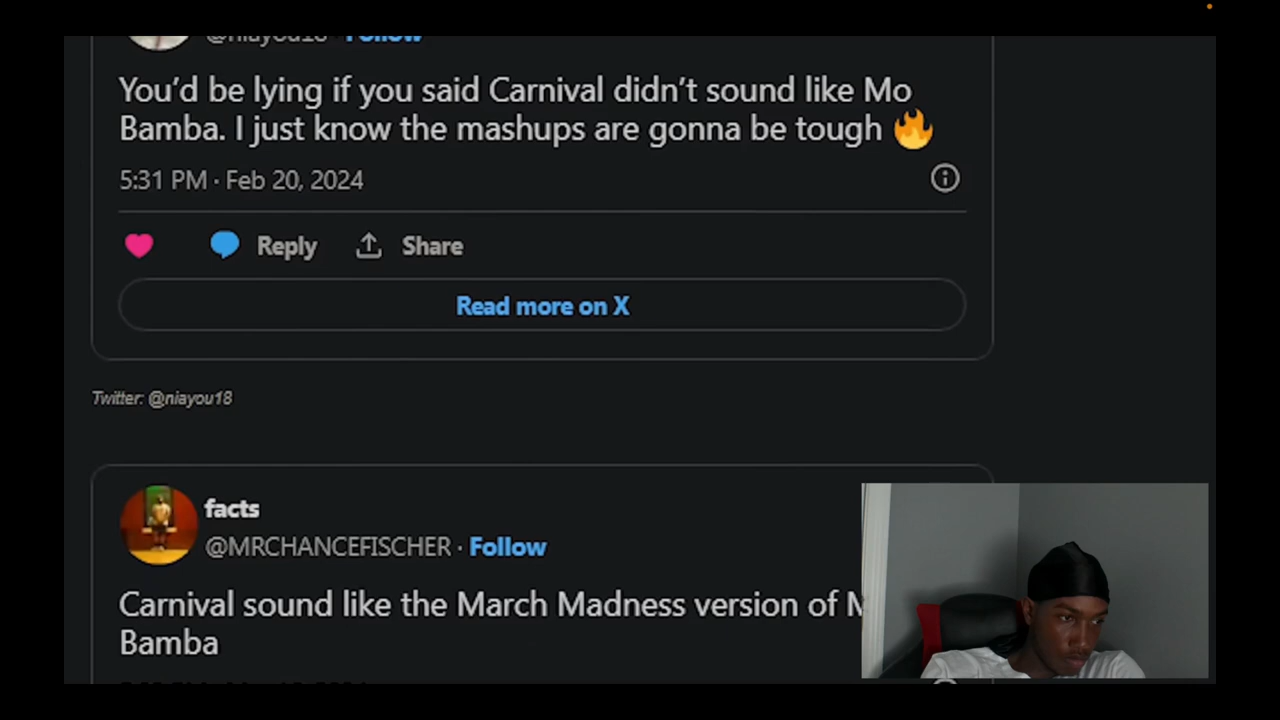 @niayou18 · Follow
You'd be lying if you said Carnival didn't sound like Mo
Bamba. I just know the mashups are gonna be tough 🔥
5:31 PM · Feb 20, 2024
Reply Share
Read more on X
Twitter: @niayou18
facts
@MRCHANCEFISCHER · Follow
Carnival sound like the March Madness version of
Bamba